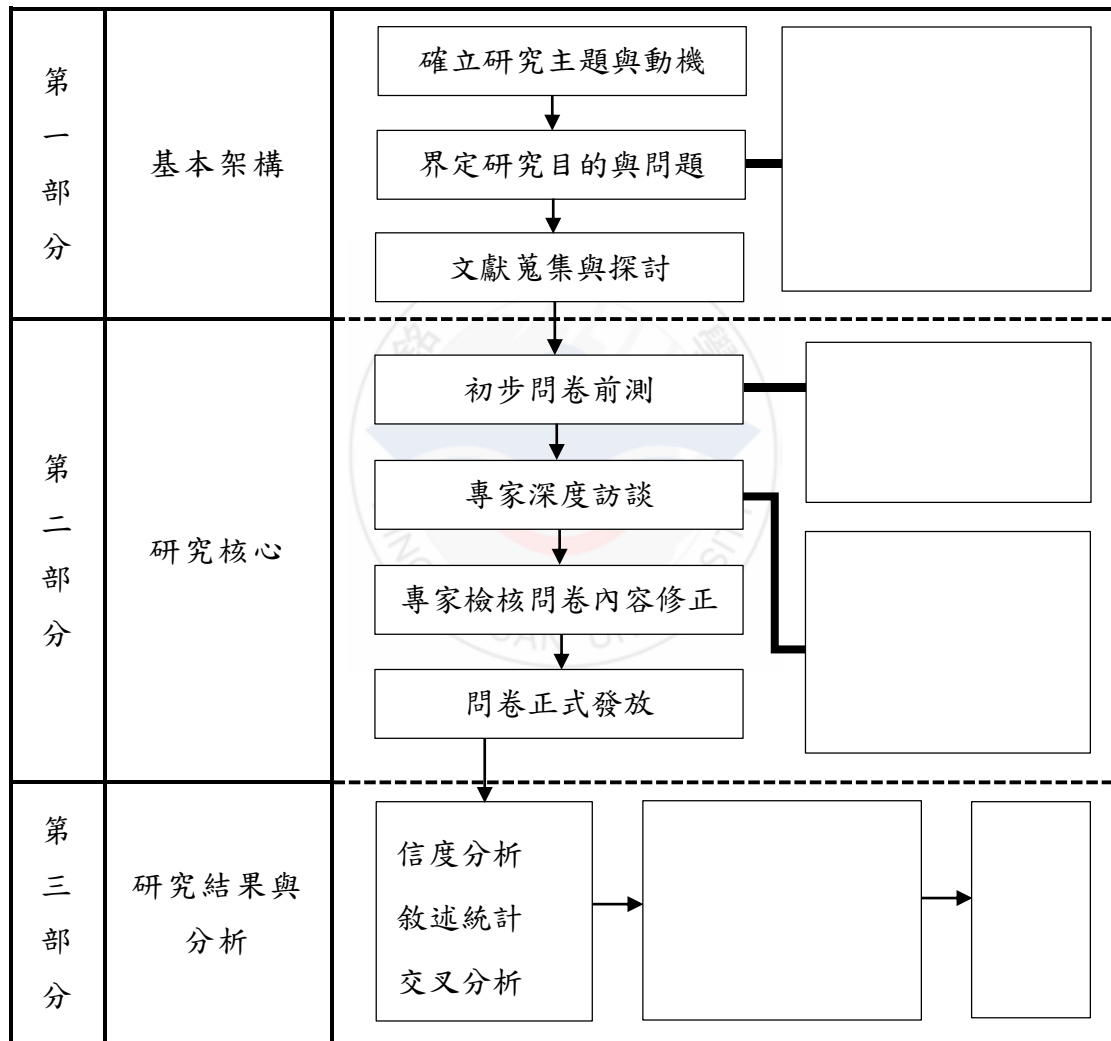 第一部分
基本架構
確立研究主題與動機
界定研究目的與問題
文獻蒐集與探討
第二部分
研究核心
初步問卷前測
專家深度訪談
專家檢核問卷內容修正
問卷正式發放
第三部分
研究結果與
分析
信度分析
敘述統計
交叉分析